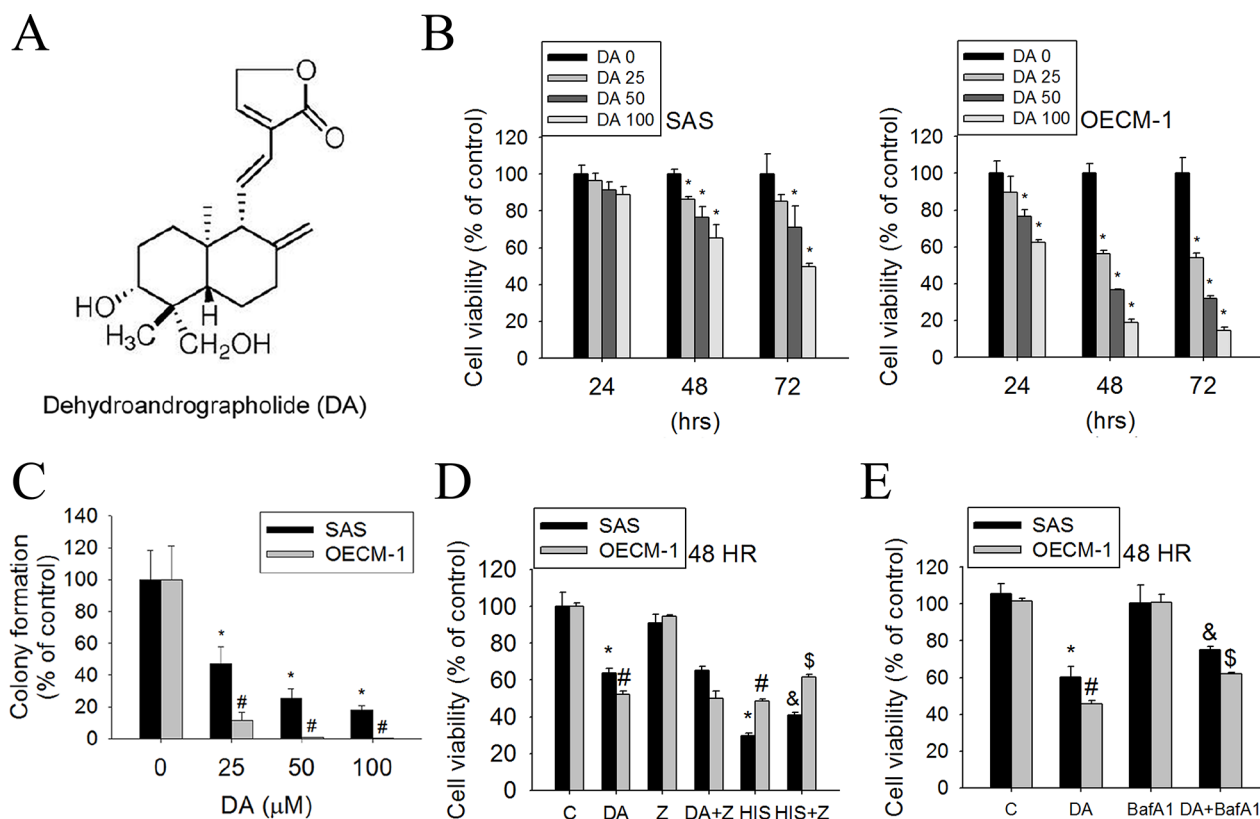 A
O
O
HO
H
H₃C
CH₂OH
Dehydroandrographolide (DA)
B
DA 0
DA 25
DA 50
DA 100
SAS
Cell viability (% of control)
120
100
80
60
40
20
0
* * *
* *
24 48 72
(hrs)
DA 0
DA 25
DA 50
DA 100
OECM-1
Cell viability (% of control)
120
100
80
60
40
20
0
* *
* * *
* * *
24 48 72
(hrs)
C
Colony formation
(% of control)
140
120
100
80
60
40
20
0
SAS
OECM-1
* # * # * #
0 25 50 100
DA (μM)
D
SAS
OECM-1
48 HR
Cell viability (% of control)
120
100
80
60
40
20
0
* # * # & $
C DA Z DA+Z HIS HIS+Z
E
SAS
OECM-1
48 HR
Cell viability (% of control)
120
100
80
60
40
20
0
* # & $
C DA BafA1 DA+BafA1